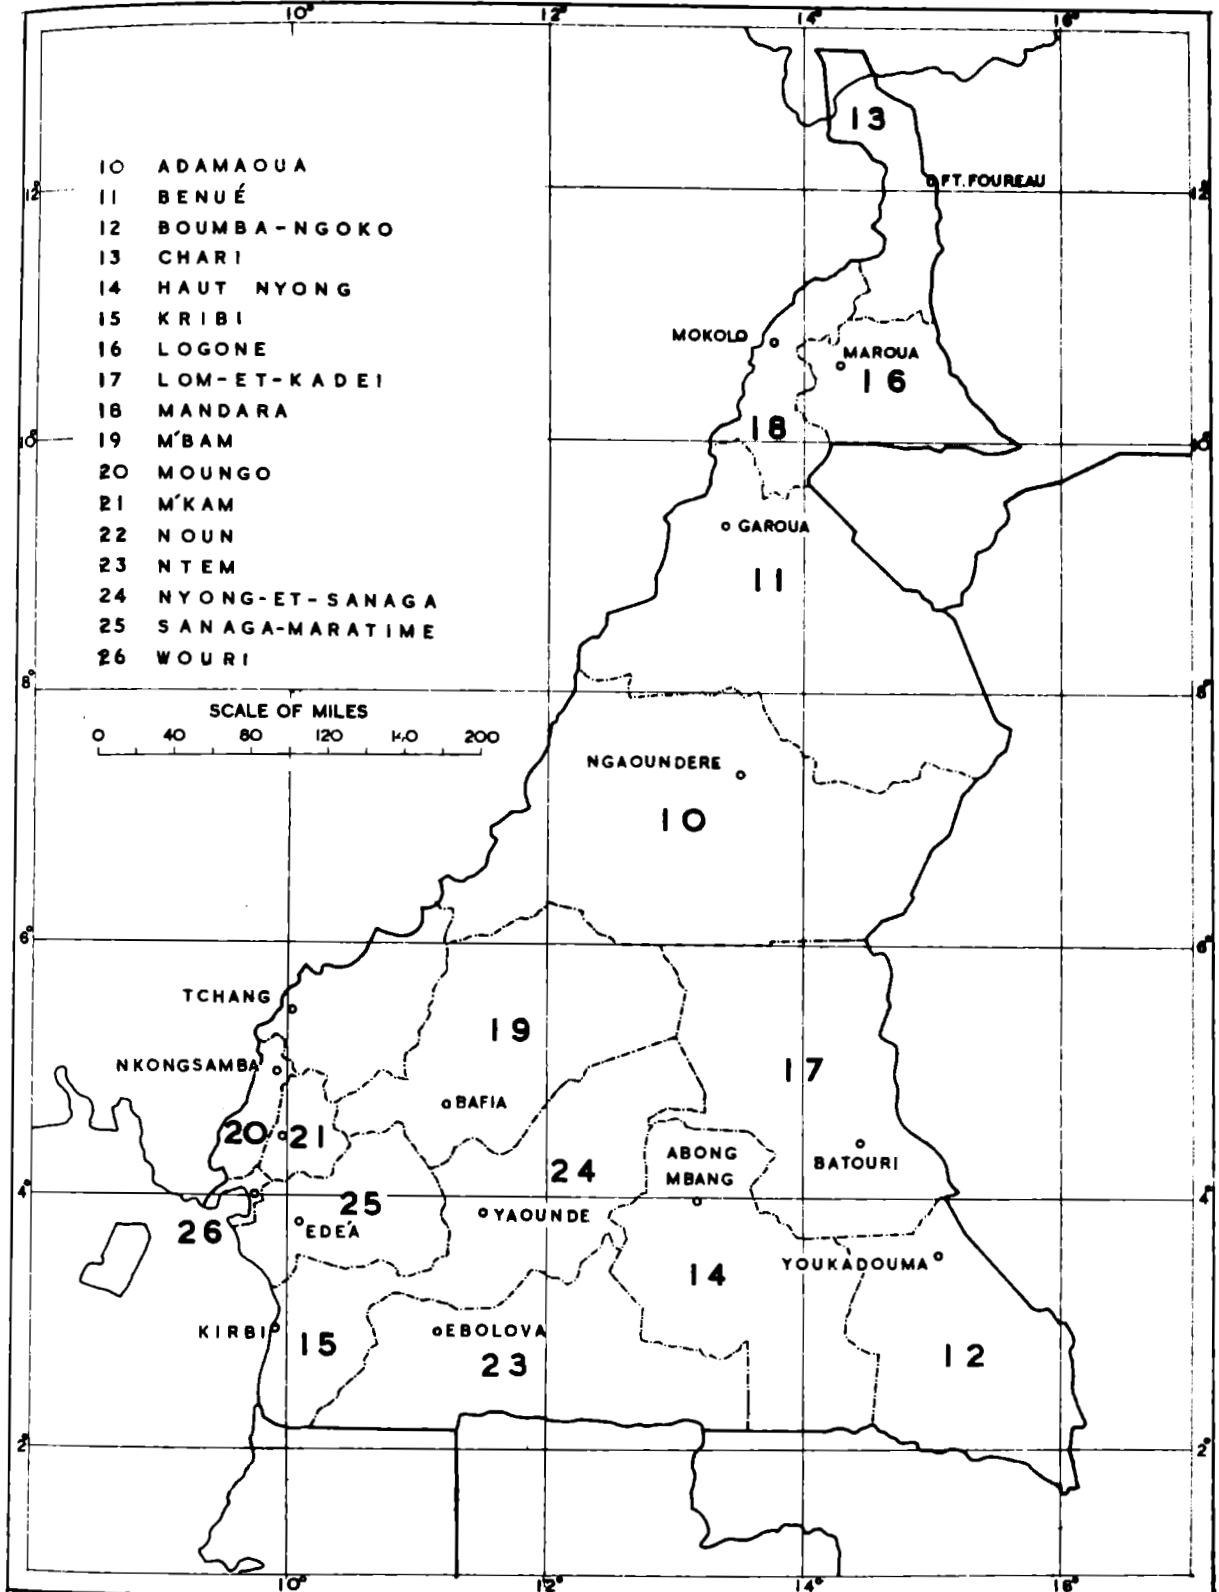 10° 12° 14° 16°
13
FT. FOUREAU
12° 12°
10 ADAMAOUA
11 BENUÉ
12 BOUMBA-NGOKO
13 CHARI
14 HAUT NYONG
15 KRIBI
16 LOGONE
17 LOM-ET-KADEI
18 MANDARA
19 M'BAM
20 MOUNGO
21 M'KAM
22 NOUN
23 NTEM
24 NYONG-ET-SANAGA
25 SANAGA-MARATIME
26 WOURI
MOKOLO
MAROUA
16
18
10° 10°
GAROUA
11
8° 8°
SCALE OF MILES
0 40 80 120 160 200
NGAOUNDERE
10
6° 6°
TCHANG
19
NKONGSAMBA
17
BAFIA
20 21
ABONG
MBANG
BATOURI
24
4° 4°
25
26
EDEÁ
YAOUNDE
YOUKADOUMA
14
KIRBI
15
EBOLOVA
23
12
2° 2°
10° 12° 14° 16°